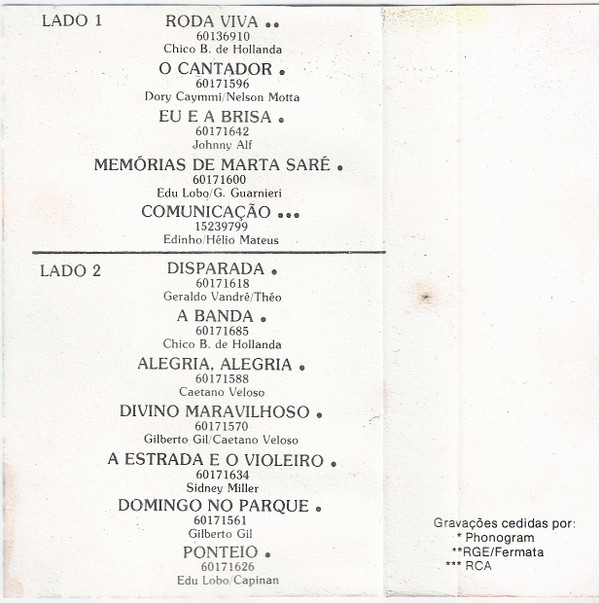 LADO 1
RODA VIVA ••
60136910
Chico B. de Hollanda
O CANTADOR •
60171596
Dory Caymmi/Nelson Motta
EU E A BRISA •
60171642
Johnny Alf
MEMÓRIAS DE MARTA SARÉ •
60171600
Edu Lobo/G. Guarnieri
COMUNICAÇÃO •••
15239799
Edinho/Hélio Mateus
LADO 2
DISPARADA •
60171618
Geraldo Vandré/Théo
A BANDA •
60171685
Chico B. de Hollanda
ALEGRIA, ALEGRIA •
60171588
Caetano Veloso
DIVINO MARAVILHOSO •
60171570
Gilberto Gil/Caetano Veloso
A ESTRADA E O VIOLEIRO •
60171634
Sidney Miller
DOMINGO NO PARQUE •
60171561
Gilberto Gil
PONTEIO •
60171626
Edu Lobo/Capinan
Gravações cedidas por:
* Phonogram
**RGE/Fermata
*** RCA